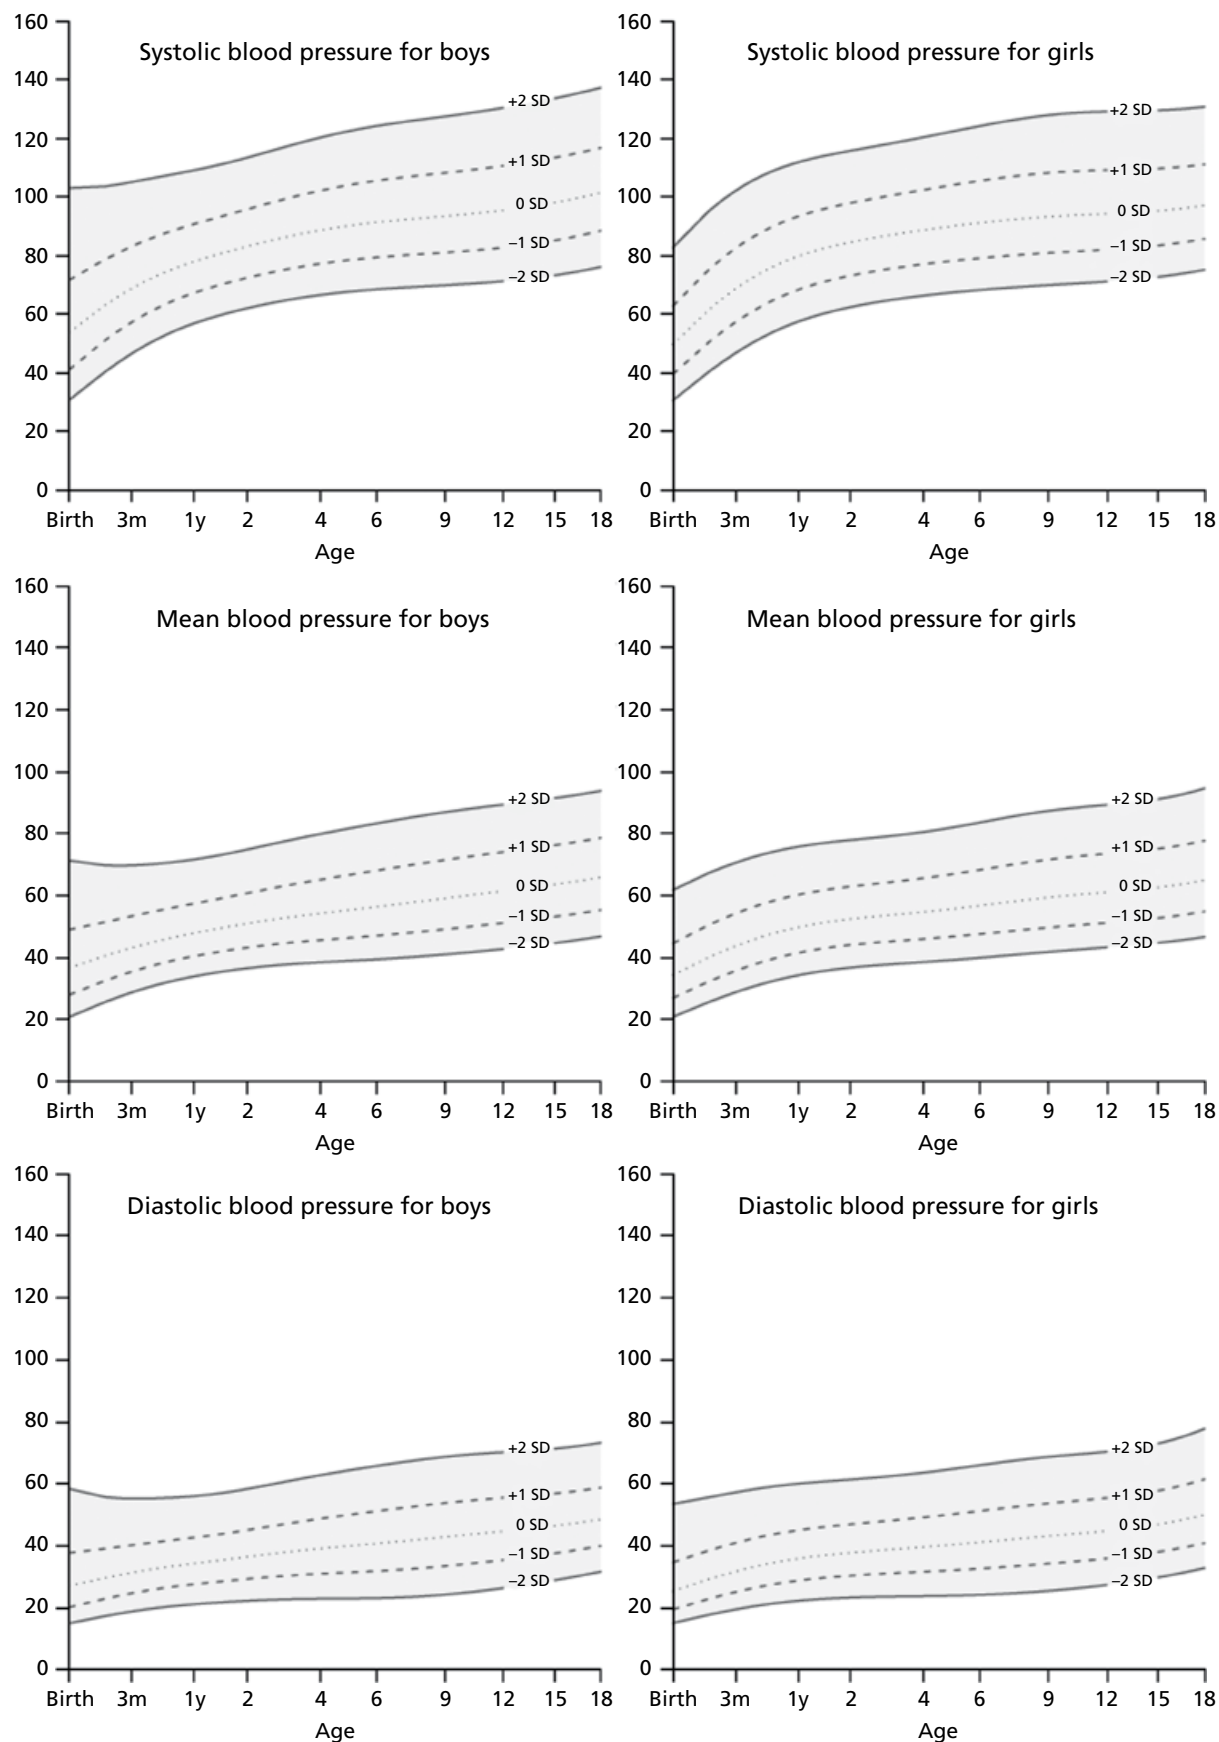 Systolic blood pressure for boys
160
140
120
100
80
60
40
20
0
+2 SD
+1 SD
0 SD
–1 SD
–2 SD
Birth 3m 1y 2 4 6 9 12 15 18
Age
Systolic blood pressure for girls
160
140
120
100
80
60
40
20
0
+2 SD
+1 SD
0 SD
–1 SD
–2 SD
Birth 3m 1y 2 4 6 9 12 15 18
Age
Mean blood pressure for boys
160
140
120
100
80
60
40
20
0
+2 SD
+1 SD
0 SD
–1 SD
–2 SD
Birth 3m 1y 2 4 6 9 12 15 18
Age
Mean blood pressure for girls
160
140
120
100
80
60
40
20
0
+2 SD
+1 SD
0 SD
–1 SD
–2 SD
Birth 3m 1y 2 4 6 9 12 15 18
Age
Diastolic blood pressure for boys
160
140
120
100
80
60
40
20
0
+2 SD
+1 SD
0 SD
–1 SD
–2 SD
Birth 3m 1y 2 4 6 9 12 15 18
Age
Diastolic blood pressure for girls
160
140
120
100
80
60
40
20
0
+2 SD
+1 SD
0 SD
–1 SD
–2 SD
Birth 3m 1y 2 4 6 9 12 15 18
Age